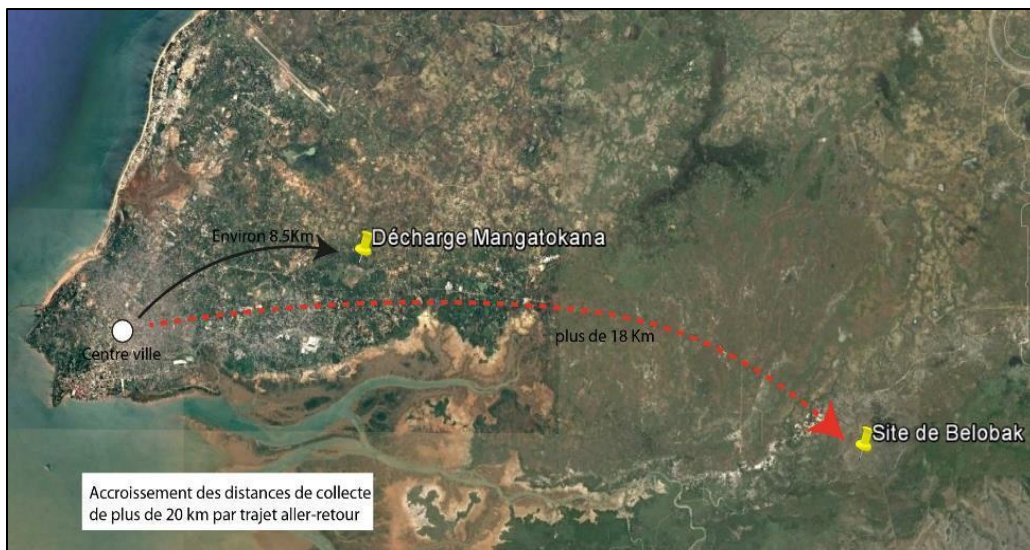 Environ 8.5Km
Décharge Mangatokana
Centre ville
plus de 18 Km
Site de Belobak
Accroissement des distances de collecte
de plus de 20 km par trajet aller-retour